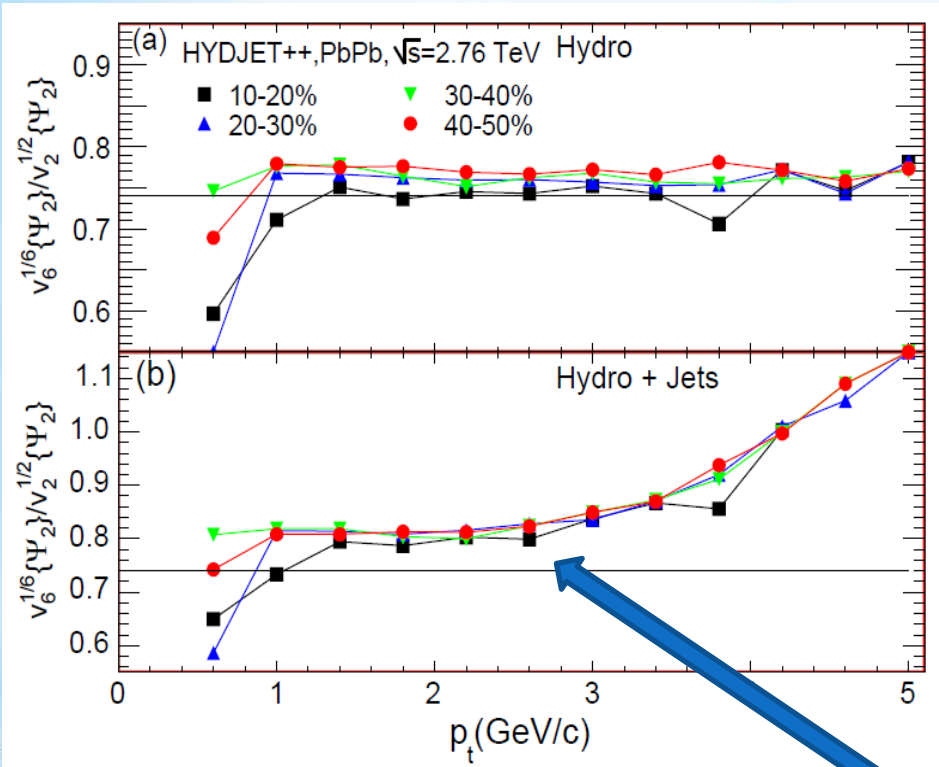 (a) HYDJET++,PbPb, √s=2.76 TeV Hydro
10-20% 30-40%
20-30% 40-50%
0.9
0.8
0.7
0.6
v₆^{1/6}{Ψ₂}/v₂^{1/2}{Ψ₂}
(b) Hydro + Jets
1.1
1.0
0.9
0.8
0.7
0.6
v₆^{1/6}{Ψ₂}/v₂^{1/2}{Ψ₂}
0 1 2 3 4 5
p_t(GeV/c)